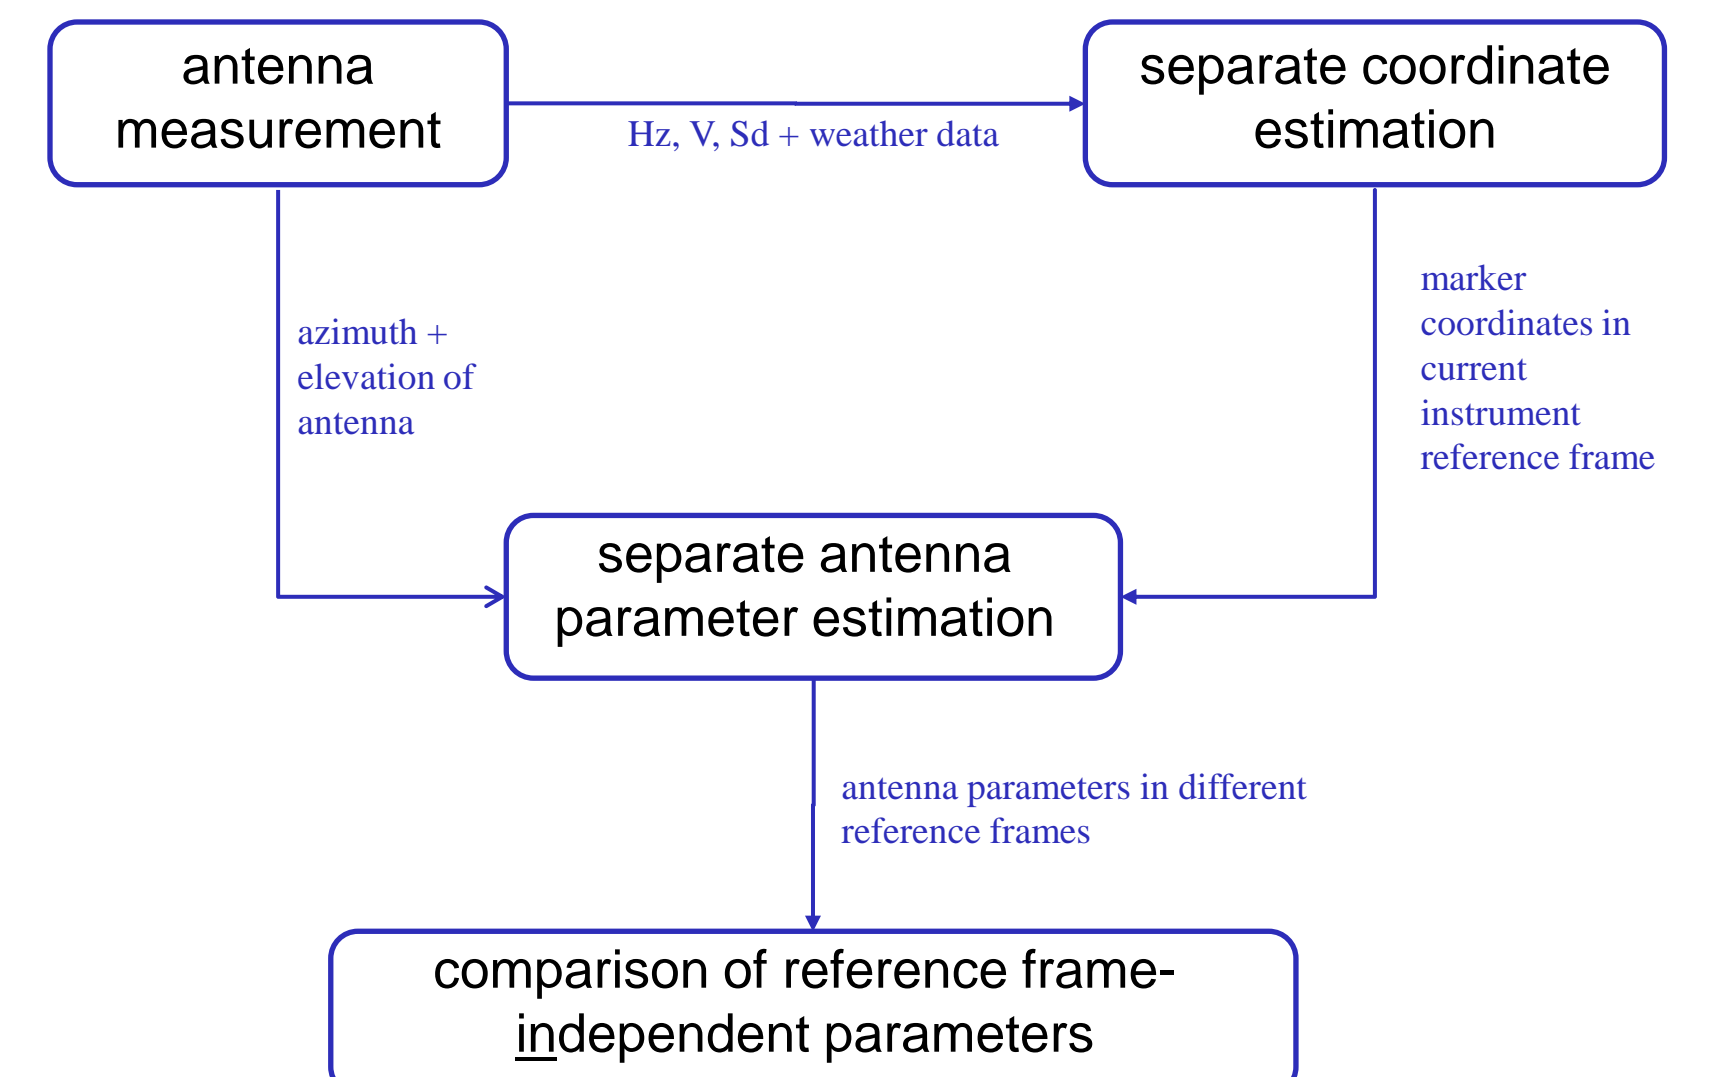 antenna
measurement
Hz, V, Sd + weather data
separate coordinate
estimation
azimuth +
elevation of
antenna
marker
coordinates in
current
instrument
reference frame
separate antenna
parameter estimation
antenna parameters in different
reference frames
comparison of reference frame-
independent parameters